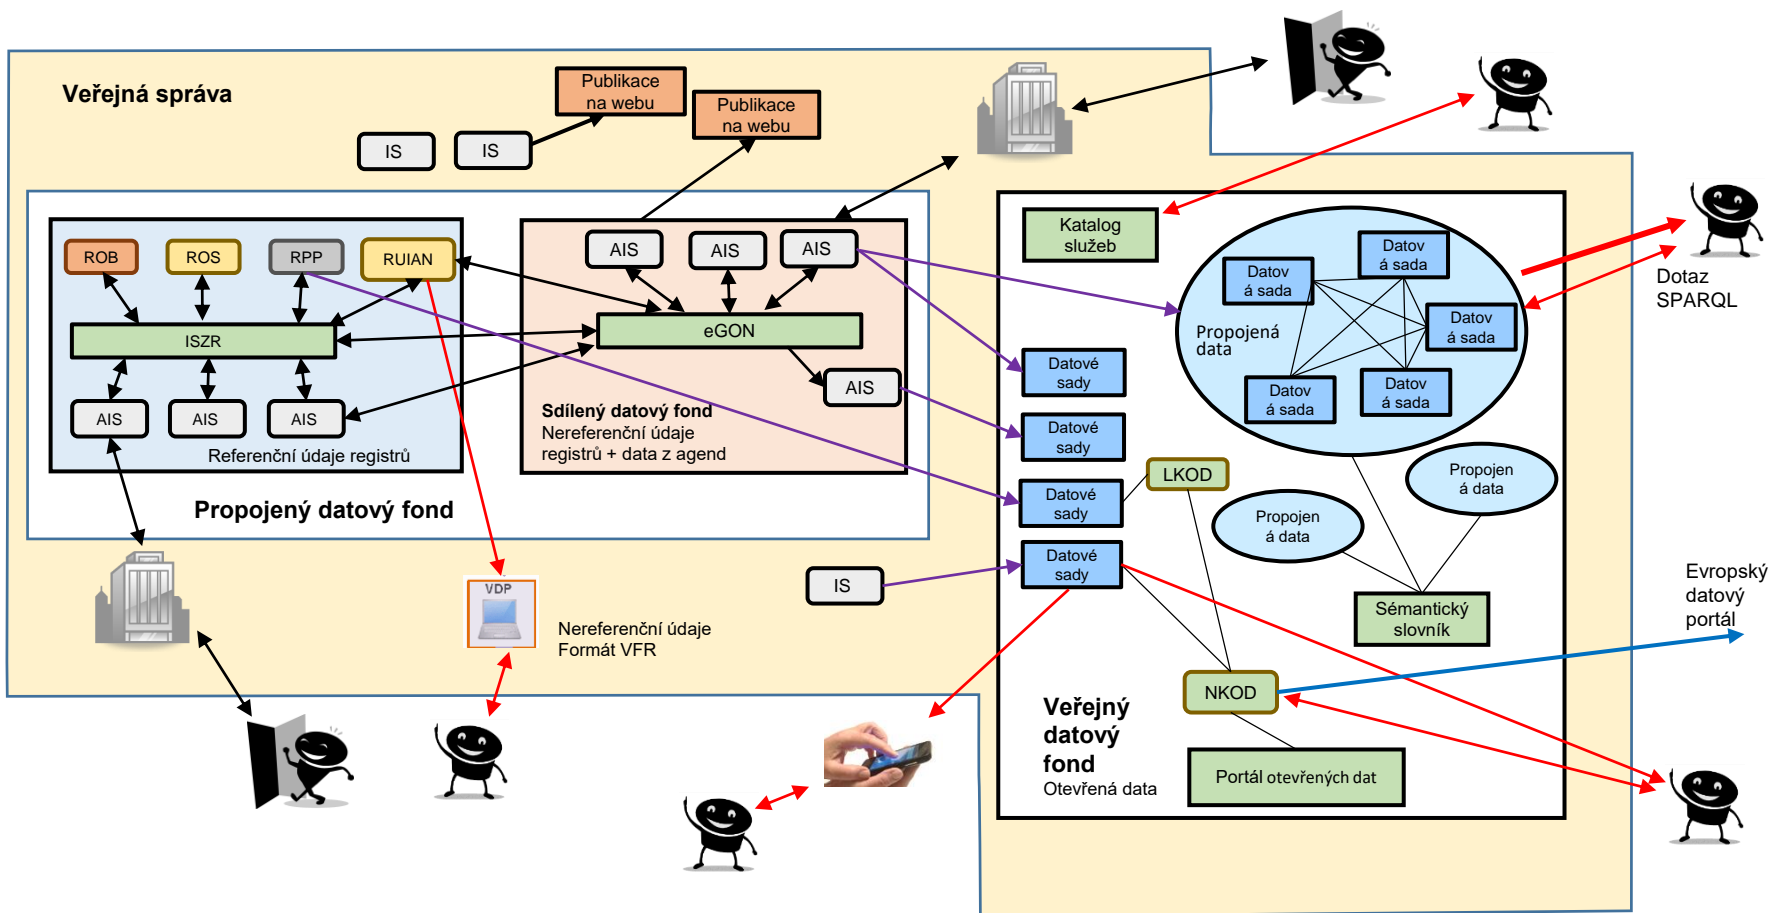 Veřejná správa
Publikace
na webu
Publikace
na webu
IS
IS
ROB
ROS
RPP
RUIAN
ISZR
AIS
AIS
AIS
Referenční údaje registrů
AIS
AIS
AIS
eGON
AIS
Sdílený datový fond
Nereferenční údaje
registrů + data z agend
Propojený datový fond
VDP
Nereferenční údaje
Formát VFR
IS
Katalog
služeb
Datov
á sada
Datov
á sada
Datov
á sada
Propojená
data
Datov
á sada
Datov
á sada
Datové
sady
Datové
sady
Datové
sady
Datové
sady
LKOD
Propojen
á data
Propojen
á data
Sémantický
slovník
NKOD
Veřejný
datový
fond
Otevřená data
Portál otevřených dat
Dotaz
SPARQL
Evropský
datový
portál